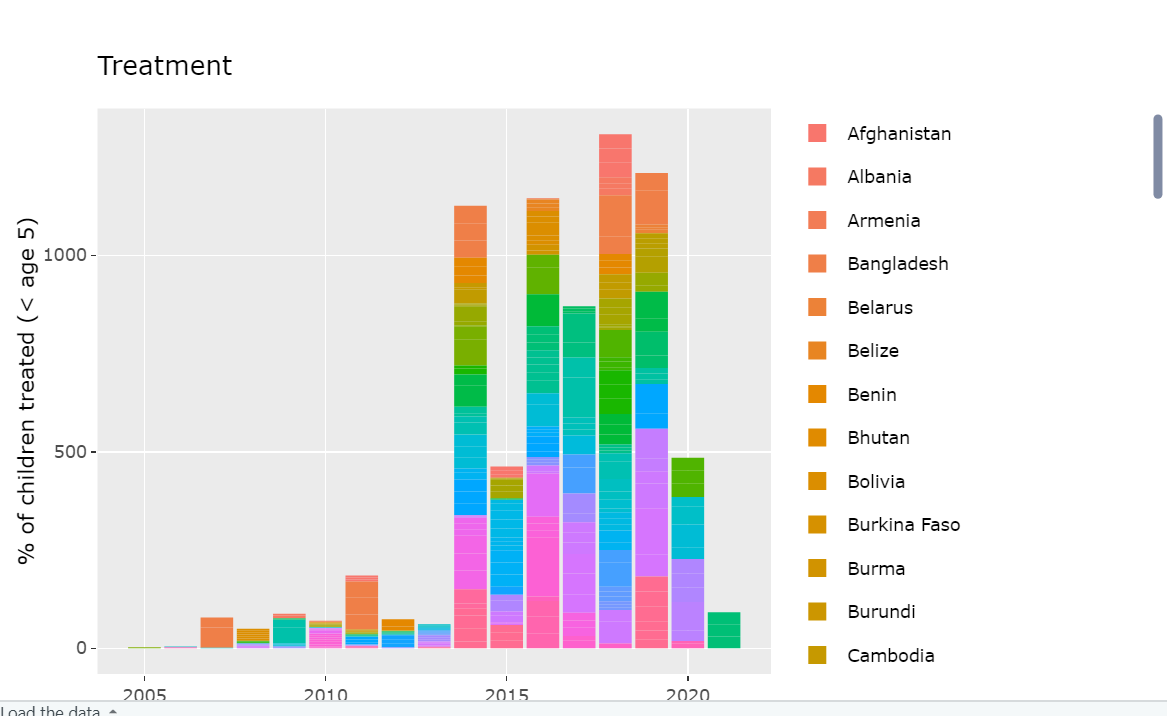 Treatment
% of children treated (< age 5)
1000
500
0
2005
2010
2015
2020
Afghanistan
Albania
Armenia
Bangladesh
Belarus
Belize
Benin
Bhutan
Bolivia
Burkina Faso
Burma
Burundi
Cambodia
Load the data